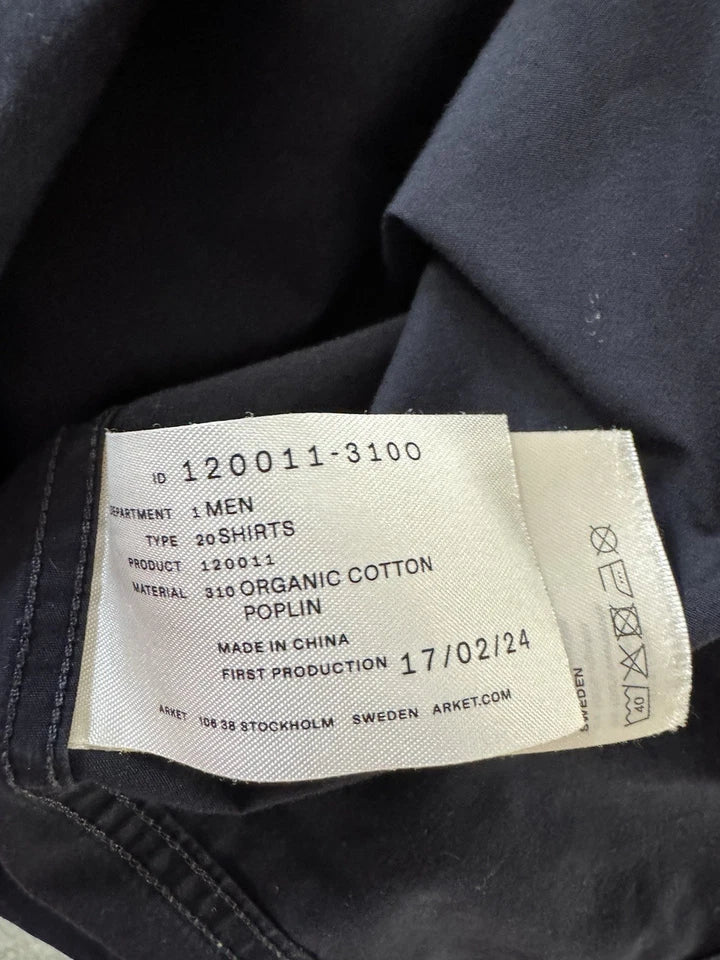 ID 120011-3100
DEPARTMENT 1 MEN
TYPE 20 SHIRTS
PRODUCT 120011
MATERIAL 310 ORGANIC COTTON
POPLIN
MADE IN CHINA
FIRST PRODUCTION 17/02/24
ARKET 106 38 STOCKHOLM SWEDEN ARKET.COM
SWEDEN
40